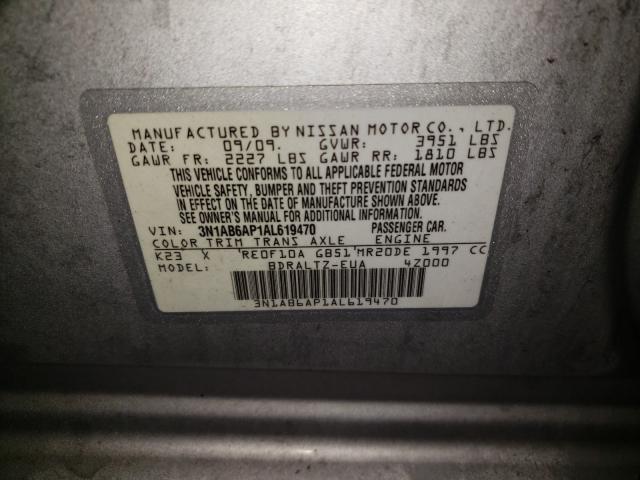 MANUFACTURED BY NISSAN MOTOR CO., LTD.
DATE: 09/09. GVWR: 3951 LBS
GAWR FR: 2227 LBS GAWR RR: 1810 LBS
THIS VEHICLE CONFORMS TO ALL APPLICABLE FEDERAL MOTOR
VEHICLE SAFETY, BUMPER AND THEFT PREVENTION STANDARDS
IN EFFECT ON THE DATE OF MANUFACTURE SHOWN ABOVE.
SEE OWNER'S MANUAL FOR ADDITIONAL INFORMATION.
VIN: 3N1AB6AP1AL619470 PASSENGER CAR.
COLOR TRIM TRANS AXLE ENGINE
K23 X 'RE0F10A GB51'MR20DE 1997 CC
MODEL: BDRALTZ-EUA 4Z000
3N1AB6AP1AL619470